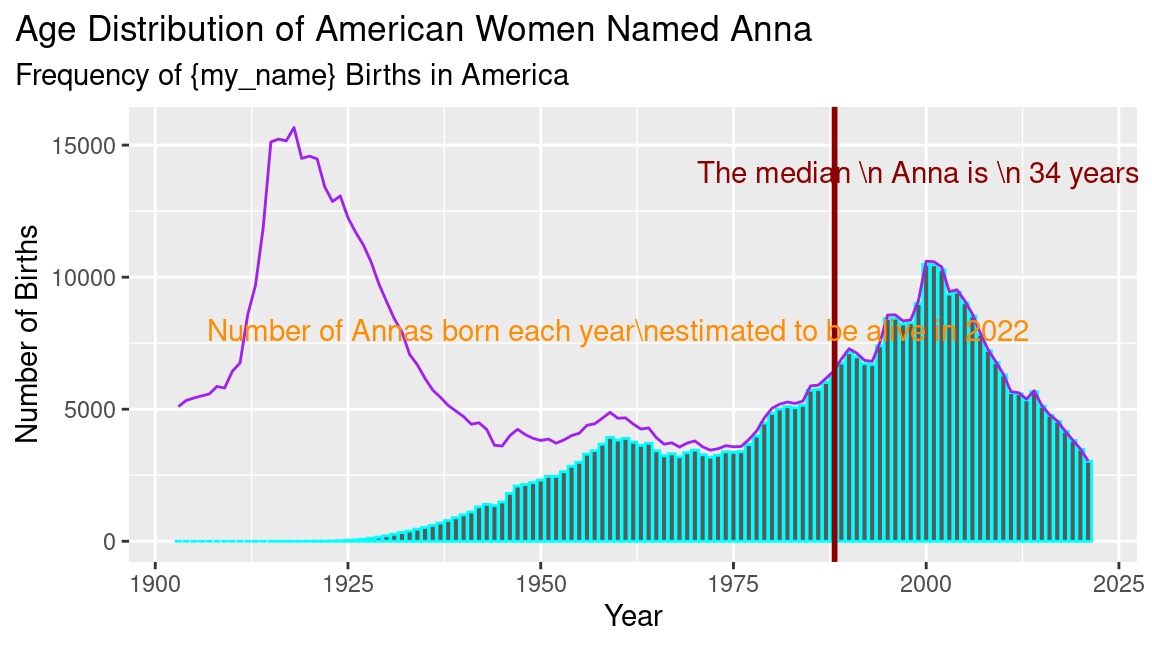 Age Distribution of American Women Named Anna
Frequency of {my_name} Births in America
Number of Births
15000
10000
5000
0
The median \n Anna is \n 34 years
Number of Annas born each year\nestimated to be alive in 2022
1900
1925
1950
1975
2000
2025
Year